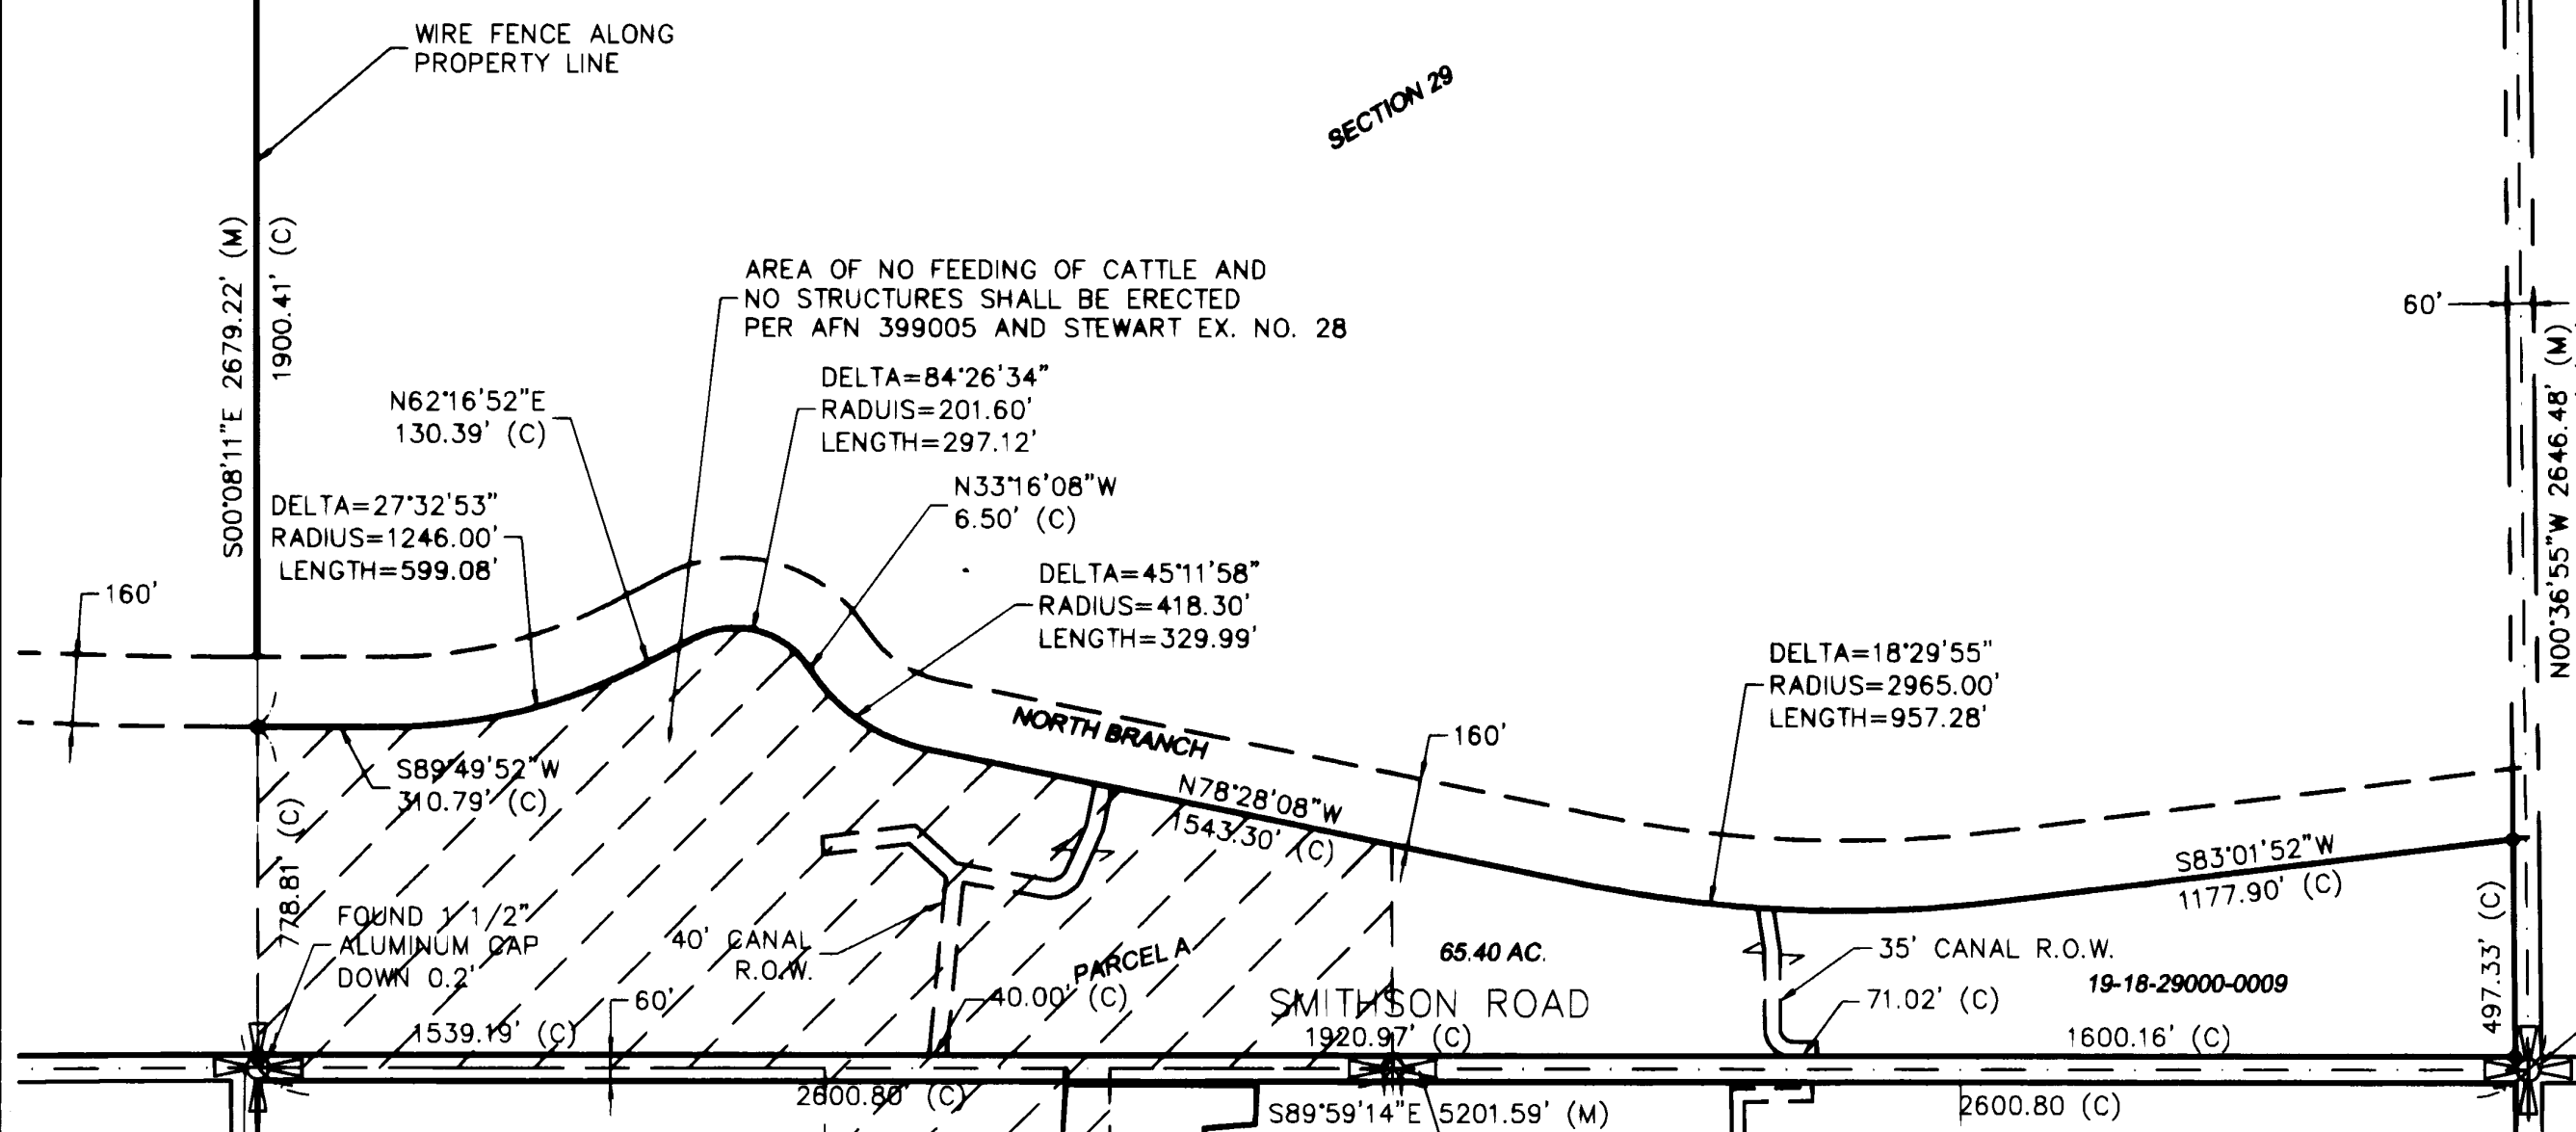 WIRE FENCE ALONG
PROPERTY LINE
SECTION 29
S00°08'11"E 2679.22' (M)
1900.41' (C)
AREA OF NO FEEDING OF CATTLE AND
NO STRUCTURES SHALL BE ERECTED
PER AFN 399005 AND STEWART EX. NO. 28
60'
N00°36'55"W 2646.48' (M)
N62°16'52"E
130.39' (C)
DELTA=84°26'34"
RADUIS=201.60'
LENGTH=297.12'
N33°16'08"W
6.50' (C)
DELTA=27°32'53"
RADIUS=1246.00'
LENGTH=599.08'
DELTA=45°11'58"
RADIUS=418.30'
LENGTH=329.99'
160'
DELTA=18°29'55"
RADIUS=2965.00'
LENGTH=957.28'
NORTH BRANCH
160'
S89°49'52"W
310.79' (C)
N78°28'08"W
1543.30' (C)
S83°01'52"W
1177.90' (C)
778.81' (C)
FOUND 1 1/2"
ALUMINUM CAP
DOWN 0.2'
40' CANAL
R.O.W.
PARCEL A
65.40 AC.
35' CANAL R.O.W.
19-18-29000-0009
497.33' (C)
60'
40.00' (C)
SMITHSON ROAD
71.02' (C)
1539.19' (C)
1920.97' (C)
1600.16' (C)
2600.80' (C)
S89°59'14"E 5201.59' (M)
2600.80 (C)